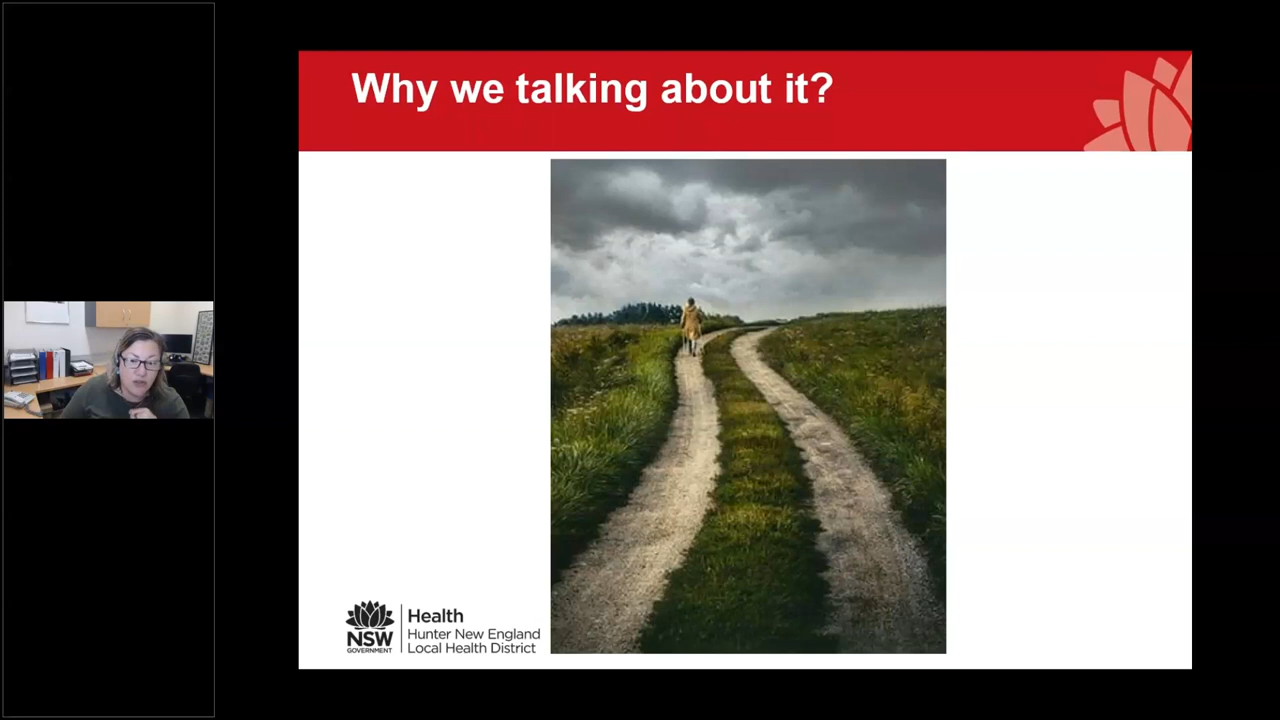 Why we talking about it?
NSW
GOVERNMENT
Health
Hunter New England
Local Health District